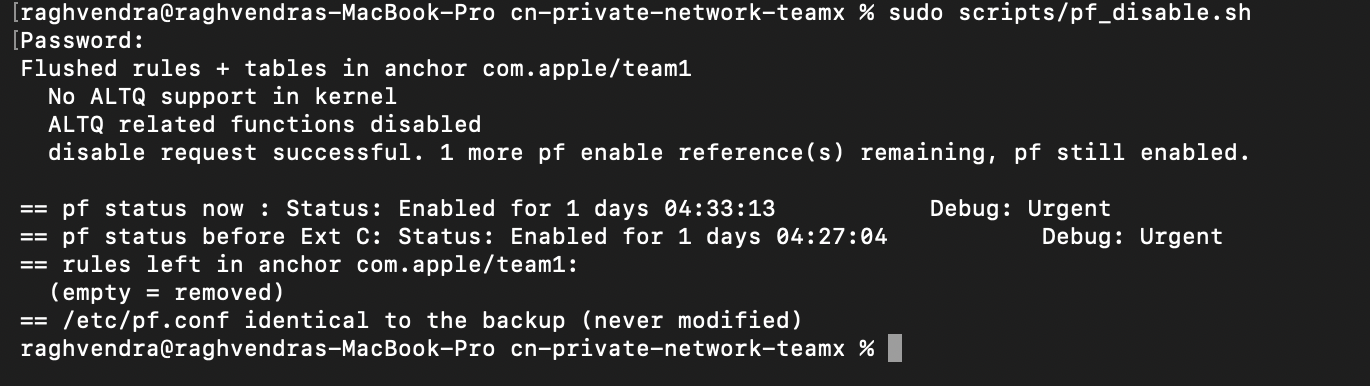 [raghvendra@raghvendras-MacBook-Pro cn-private-network-teamx % sudo scripts/pf_disable.sh
[Password:
Flushed rules + tables in anchor com.apple/team1
  No ALTQ support in kernel
  ALTQ related functions disabled
  disable request successful. 1 more pf enable reference(s) remaining, pf still enabled.

== pf status now : Status: Enabled for 1 days 04:33:13           Debug: Urgent
== pf status before Ext C: Status: Enabled for 1 days 04:27:04           Debug: Urgent
== rules left in anchor com.apple/team1:
  (empty = removed)
== /etc/pf.conf identical to the backup (never modified)
raghvendra@raghvendras-MacBook-Pro cn-private-network-teamx %